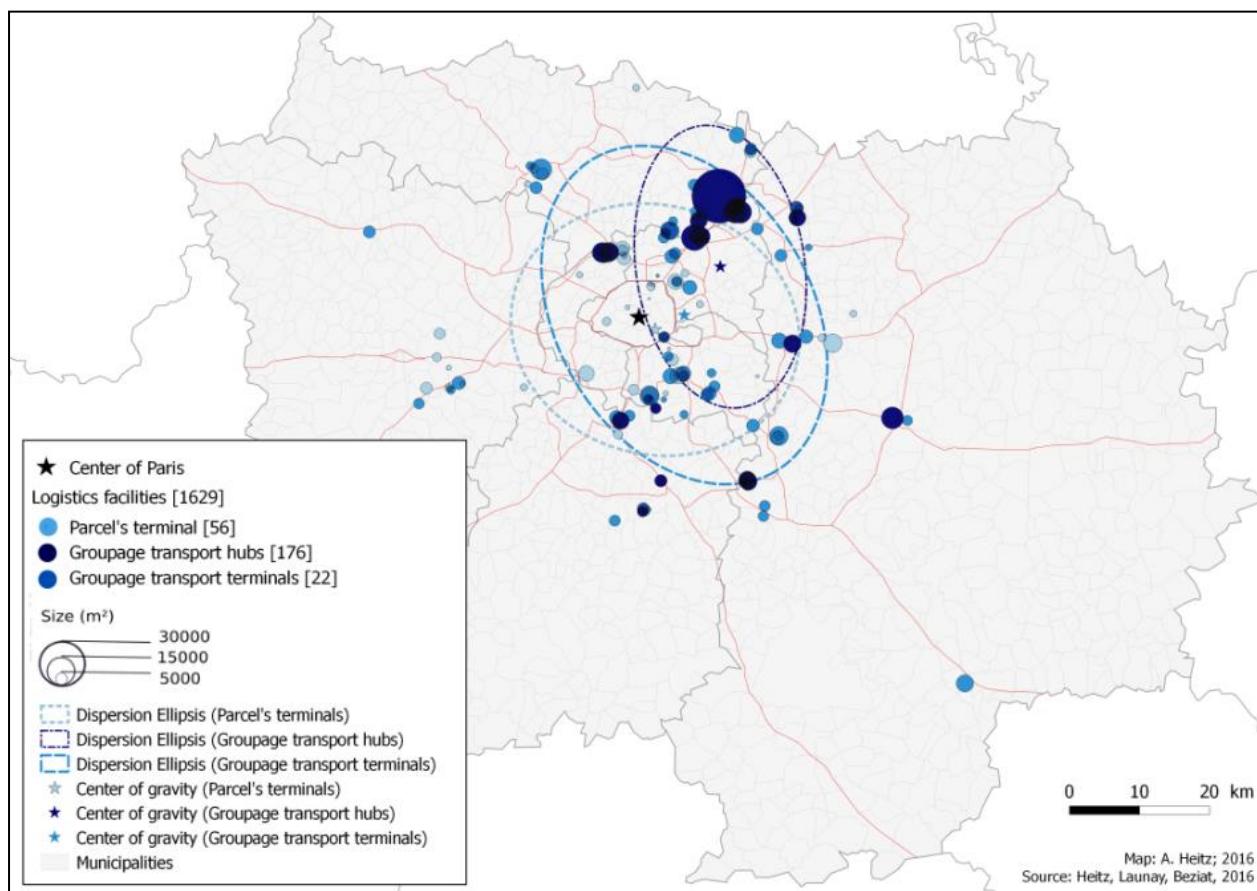 Center of Paris
Logistics facilities [1629]
Parcel's terminal [56]
Groupage transport hubs [176]
Groupage transport terminals [22]
Size (m²)
30000
15000
5000
Dispersion Ellipsis (Parcel's terminals)
Dispersion Ellipsis (Groupage transport hubs)
Dispersion Ellipsis (Groupage transport terminals)
Center of gravity (Parcel's terminals)
Center of gravity (Groupage transport hubs)
Center of gravity (Groupage transport terminals)
Municipalities
0 10 20 km
Map: A. Heitz; 2016
Source: Heitz, Launay, Beziat, 2016